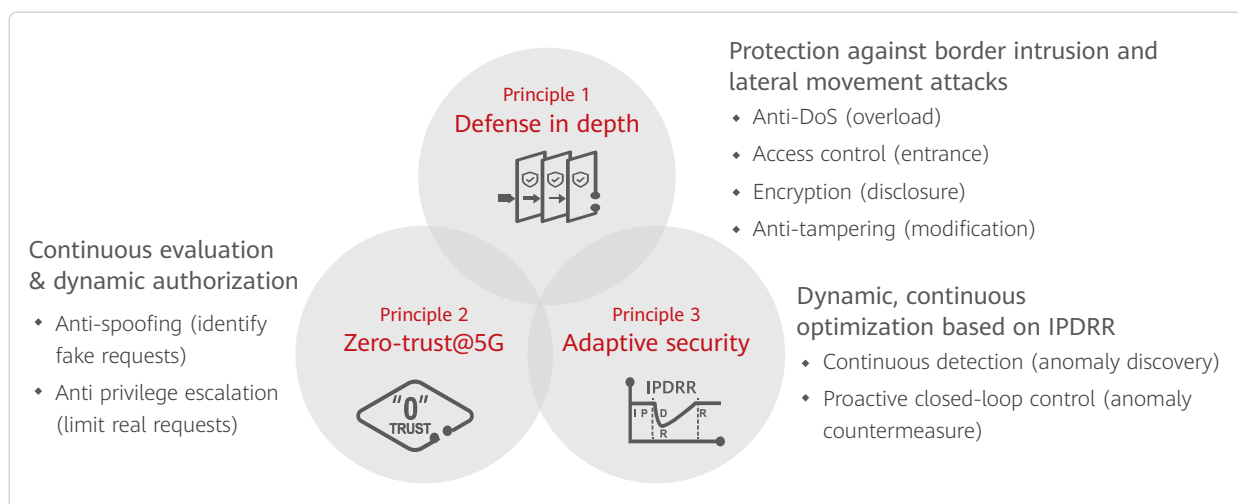 Principle 1
Defense in depth
Protection against border intrusion and
lateral movement attacks
◆ Anti-DoS (overload)
◆ Access control (entrance)
◆ Encryption (disclosure)
◆ Anti-tampering (modification)
Continuous evaluation
& dynamic authorization
◆ Anti-spoofing (identify
fake requests)
◆ Anti privilege escalation
(limit real requests)
Principle 2
Zero-trust@5G
"0"
TRUST
Principle 3
Adaptive security
IPDRR
I P D R
R
Dynamic, continuous
optimization based on IPDRR
◆ Continuous detection (anomaly discovery)
◆ Proactive closed-loop control (anomaly
countermeasure)